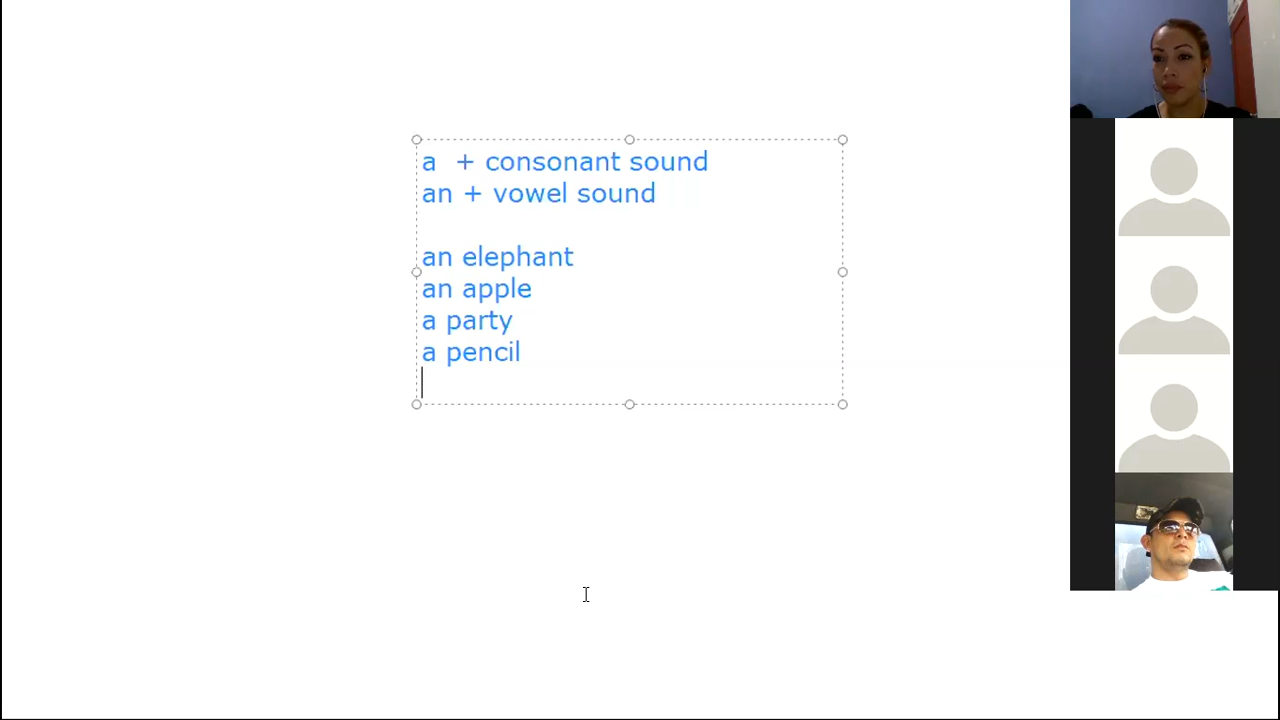 a + consonant sound
an + vowel sound
an elephant
an apple
a party
a pencil